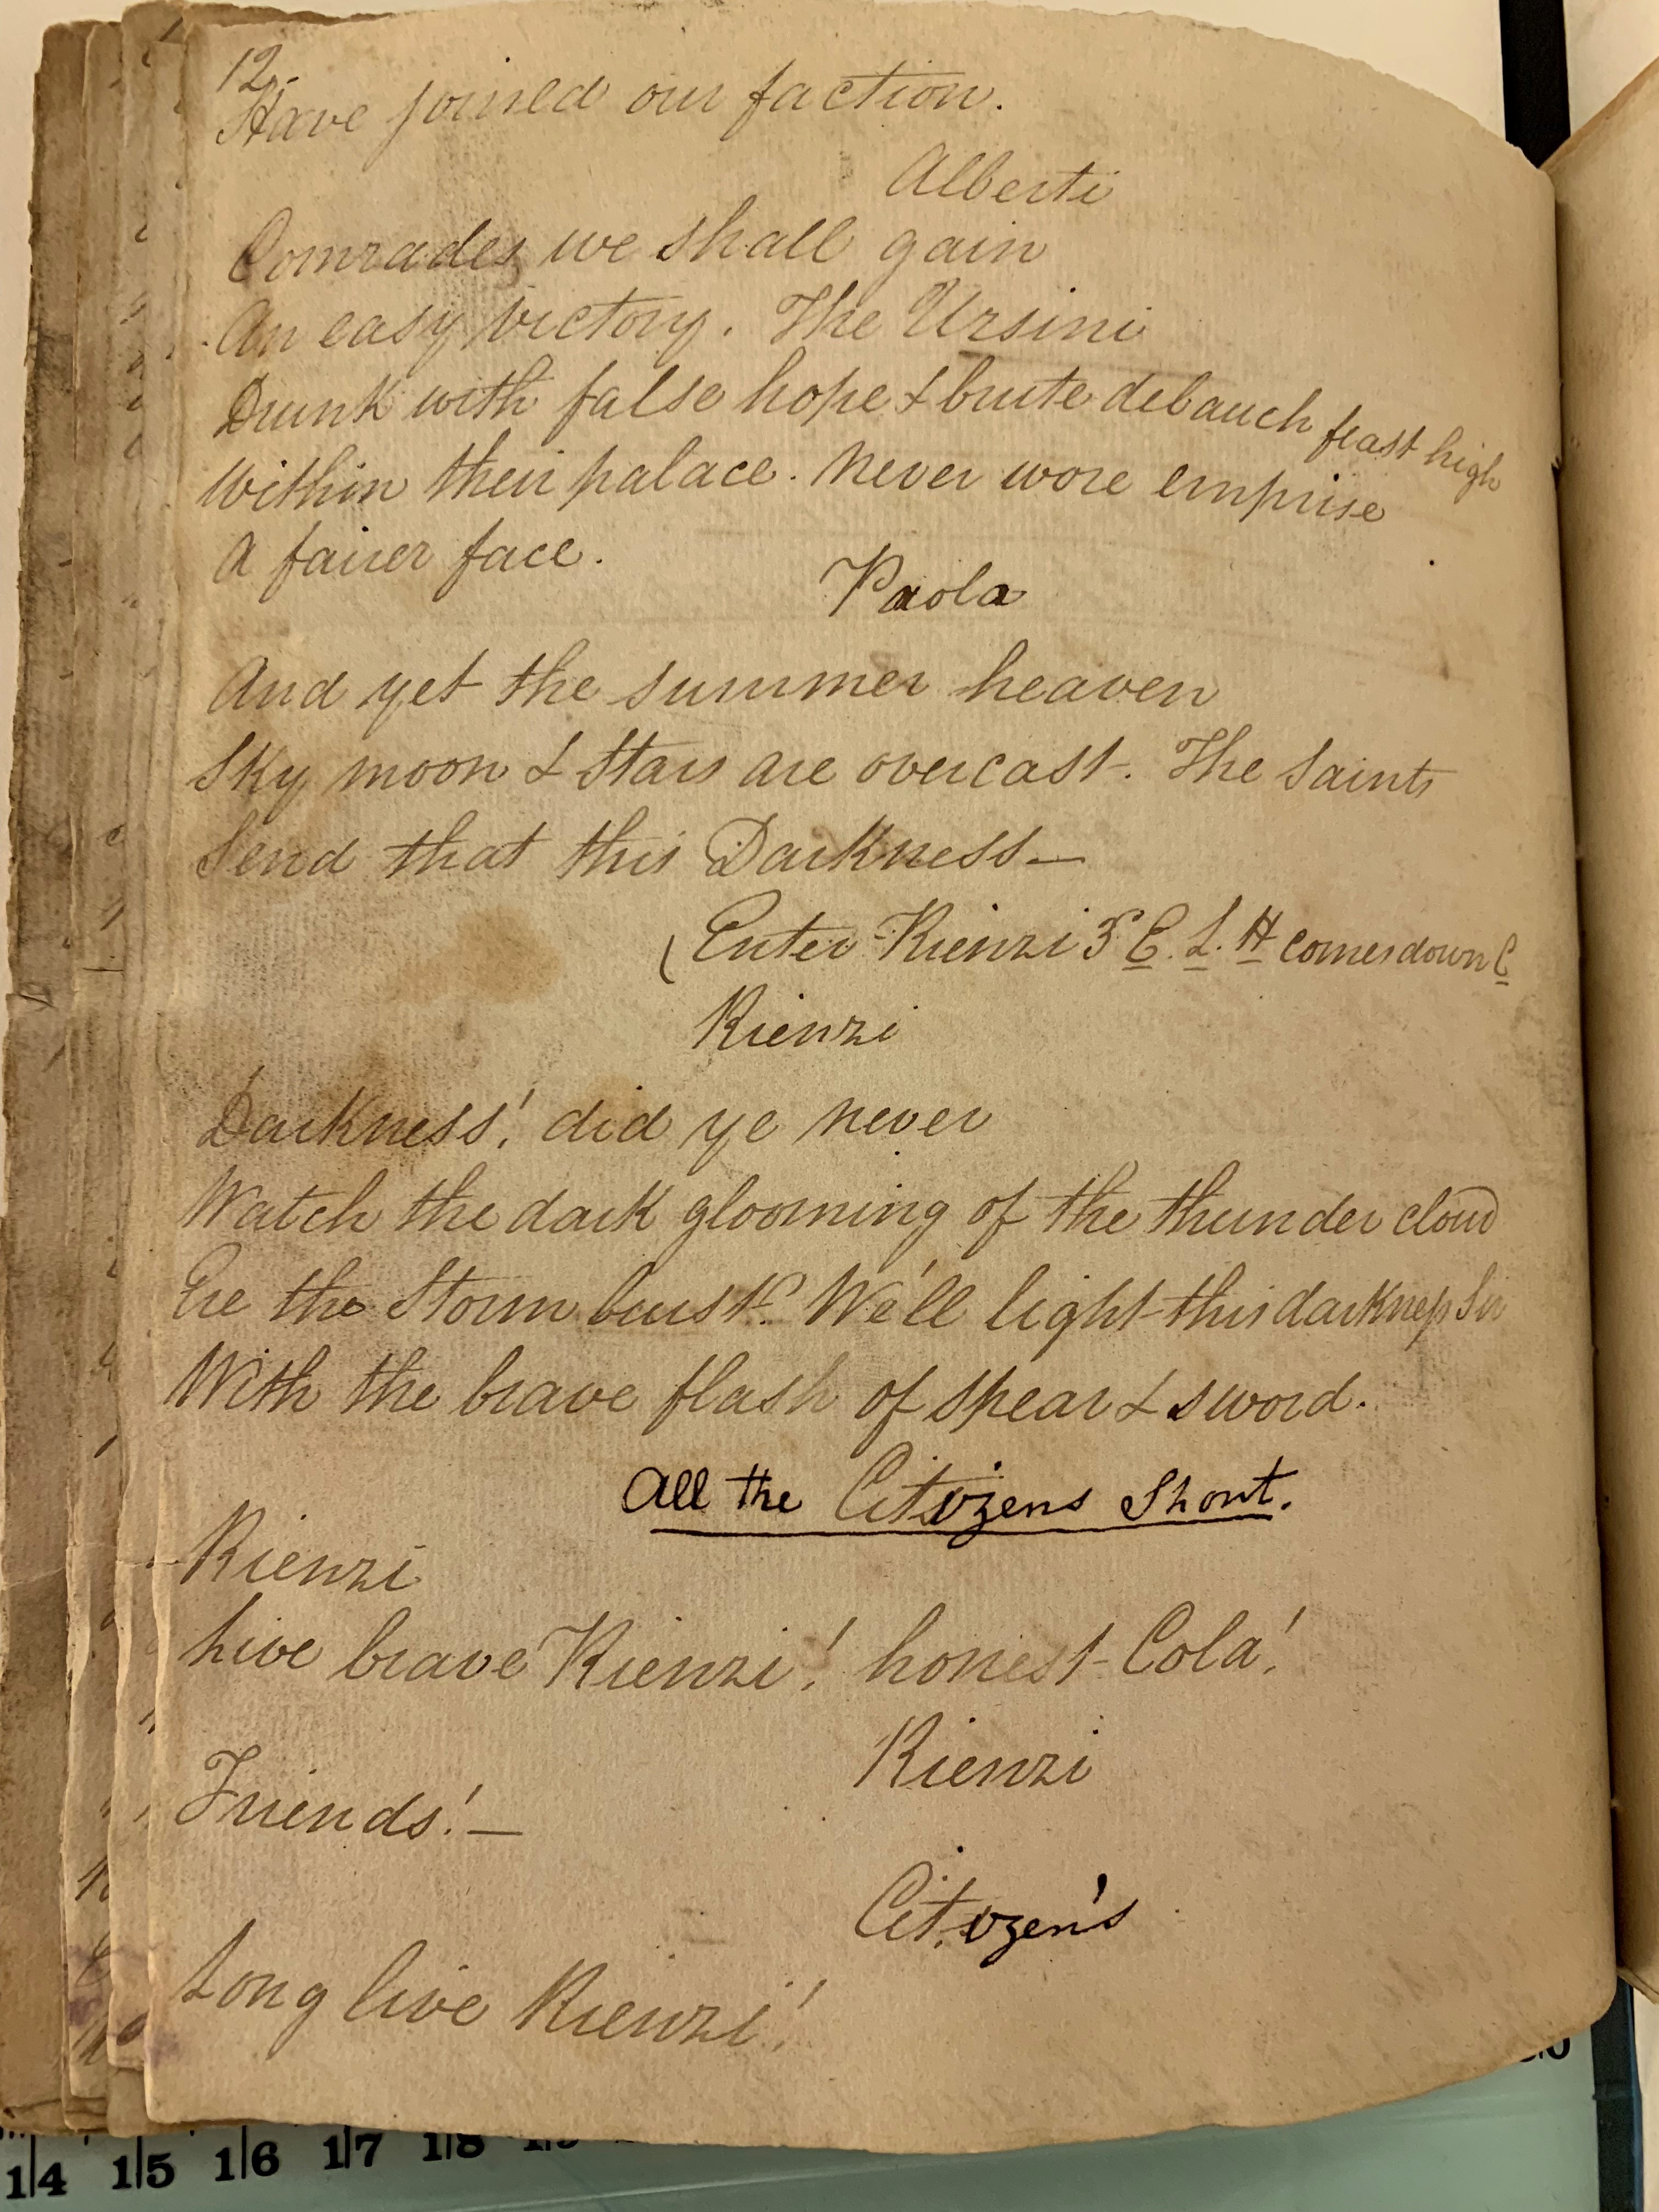 12.
Have joined our faction.
Alberti
Comrades we shall gain
An easy victory. The Ursini
Drunk with false hope & brute debauch feast high
Within their palace. Never wore emprise
A fairer face.
Paola
And yet the summer heaven
Sky moon & Stars are overcast. The Saints
Send that this Darkness—
(Enter Rienzi 3 E. L. H comes down C
Rienzi
Darkness! did ye never
Watch the dark glooming of the thunder cloud
Ere the Storm burst? We'll light this darkness Sir
With the brave flash of spear & sword.
All the Citizens Shout.
Rienzi
Live brave Rienzi! honest Cola!
Rienzi
Friends!—
Citizen's
Long live Rienzi!
14 15 16 17 18